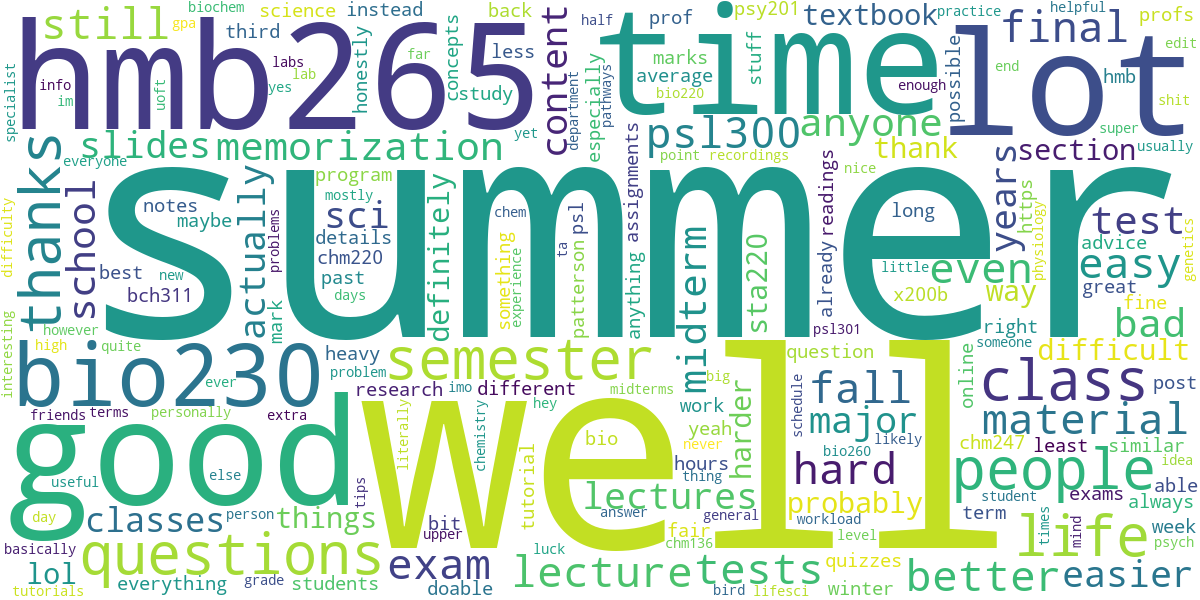 biochem
gpa
science
instead
third
back
half
prof
psy201
practice
helpful
profs
still
textbook
final
edit
specialist
info
im
uoft
labs
lab
yes
hmb265
honestly
far
concepts
less
study
content
time
average
marks
bio220
stuff
possible
lot
end
hmb
shit
enough
super
usually
yet
department
pathways
especially
psl300
anyone
thank
section
slides
memorization
everyone
thanks
school
program
point
recordings
nice
years
https
physiology
test
genetics
actually
notes
maybe
mostly
sci
details
chm220
past
days
problems
definitely
chem
summer
something
experience
ta
patterson
psl
anything
assignments
midterm
sta220
already
readings
long
little
x200b
even
way
advice
easy
great
fine
bad
difficulty
best
new
bch311
mark
however
high
quite
interesting
psl301
right
someone
difficult
bio230
heavy
problem
semester
question
online
post
ever
research
imo
different
midterms
big
fall
class
material
friends
terms
personally
extra
hey
work
harder
schedule
major
likely
chm247
least
similar
good
literally
chemistry
well
bio
yeah
never
hours
thing
bio260
hard
people
idea
useful
else
tips
tutorial
lectures
probably
student
exams
able
always
day
classes
person
things
bit
upper
answer
general
workload
term
times
mind
week
psych
basically
questions
exam
luck
fair
chm136
level
life
lol
tutorials
everything
grade
students
doable
lecture
tests
bird
lifesci
quizzes
winter
better
easier